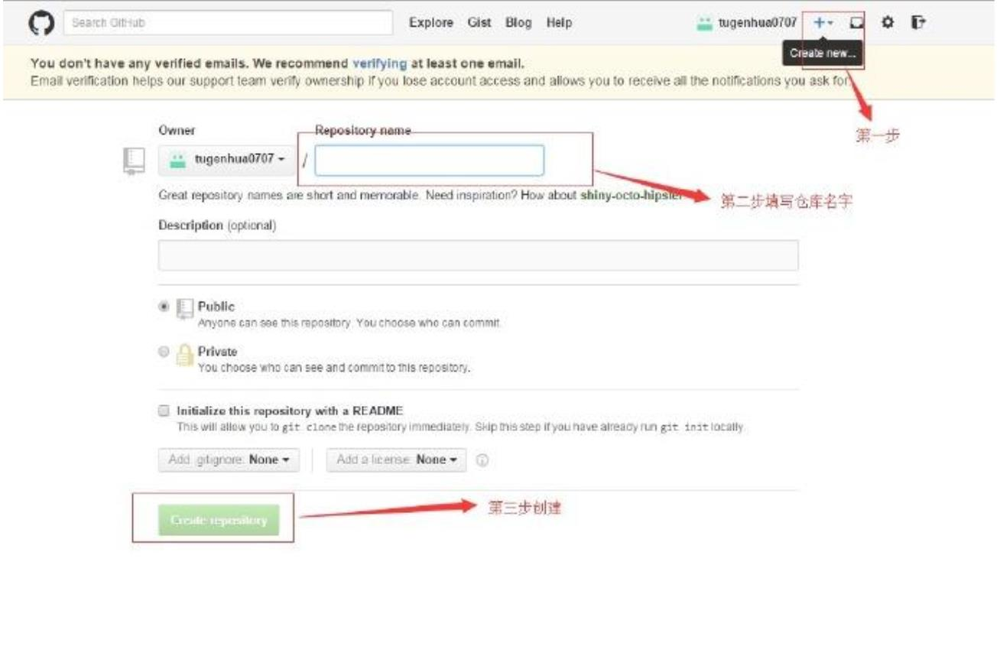 Search GitHub
Explore Gist Blog Help
tugenhua0707
Create new...
You don't have any verified emails. We recommend verifying at least one email.
Email verification helps our support team verify ownership if you lose account access and allows you to receive all the notifications you ask for.
第一步
Owner
Repository name
tugenhua0707 /
第二步填写仓库名字
Great repository names are short and memorable. Need inspiration? How about shiny-octo-hipster
Description (optional)
Public
Anyone can see this repository. You choose who can commit.
Private
You choose who can see and commit to this repository.
Initialize this repository with a README
This will allow you to git clone the repository immediately. Skip this step if you have already run git init locally.
Add .gitignore: None
Add a license: None
Create repository
第三步创建